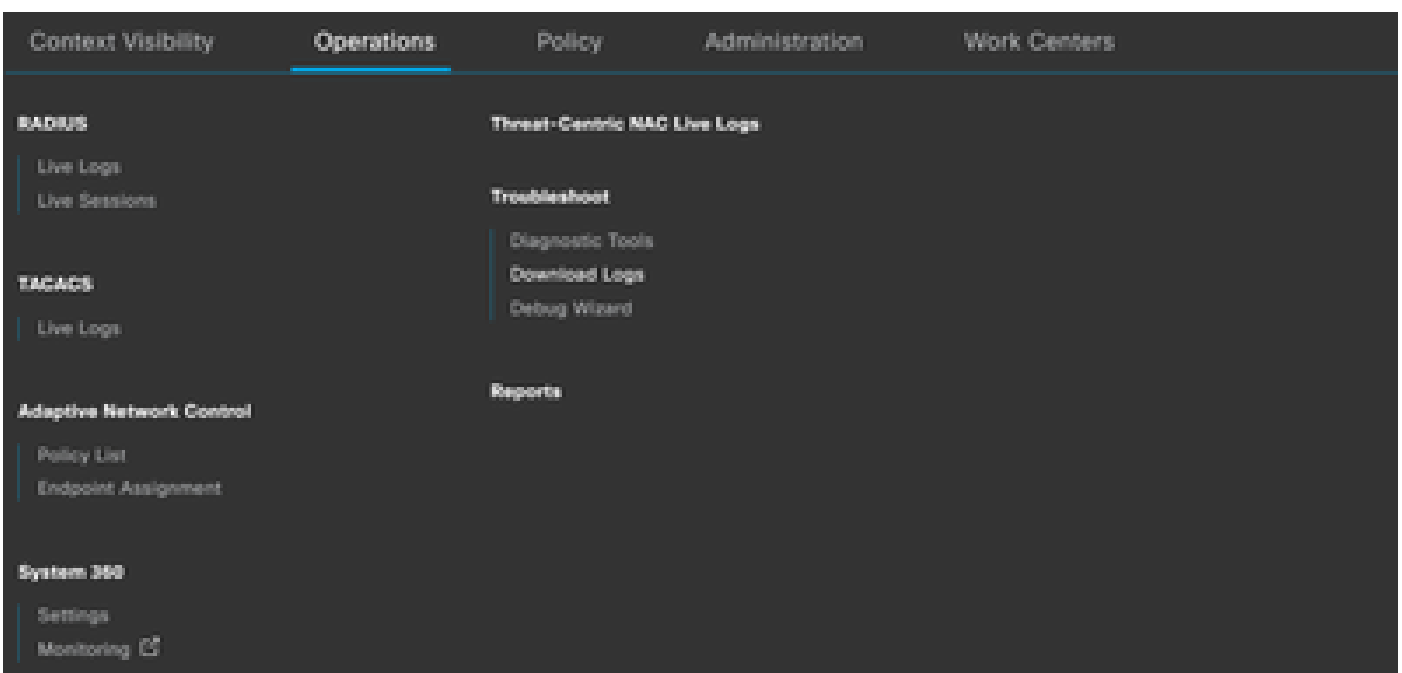 Context Visibility
Operations
Policy
Administration
Work Centers
RADIUS
Live Logs
Live Sessions
TACACS
Live Logs
Adaptive Network Control
Policy List
Endpoint Assignment
System 360
Settings
Monitoring
Threat-Centric NAC Live Logs
Troubleshoot
Diagnostic Tools
Download Logs
Debug Wizard
Reports